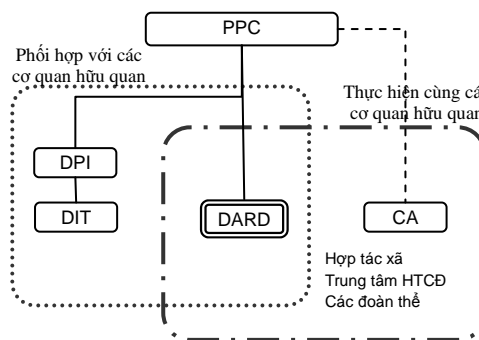 PPC
Phối hợp với các
cơ quan hữu quan
Thực hiện cùng cá
cơ quan hữu quan
DPI
DIT
DARD
CA
Hợp tác xã
Trung tâm HTCĐ
Các đoàn thể